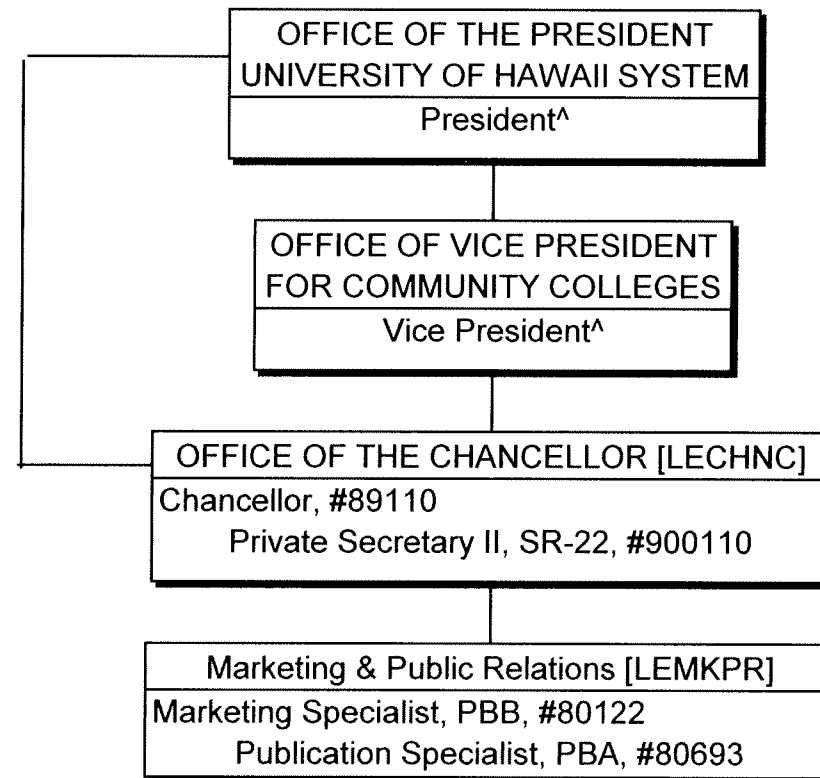 OFFICE OF THE PRESIDENT
UNIVERSITY OF HAWAII SYSTEM
President^
OFFICE OF VICE PRESIDENT
FOR COMMUNITY COLLEGES
Vice President^
OFFICE OF THE CHANCELLOR [LECHNC]
Chancellor, #89110
Private Secretary II, SR-22, #900110
Marketing & Public Relations [LEMKPR]
Marketing Specialist, PBB, #80122
Publication Specialist, PBA, #80693